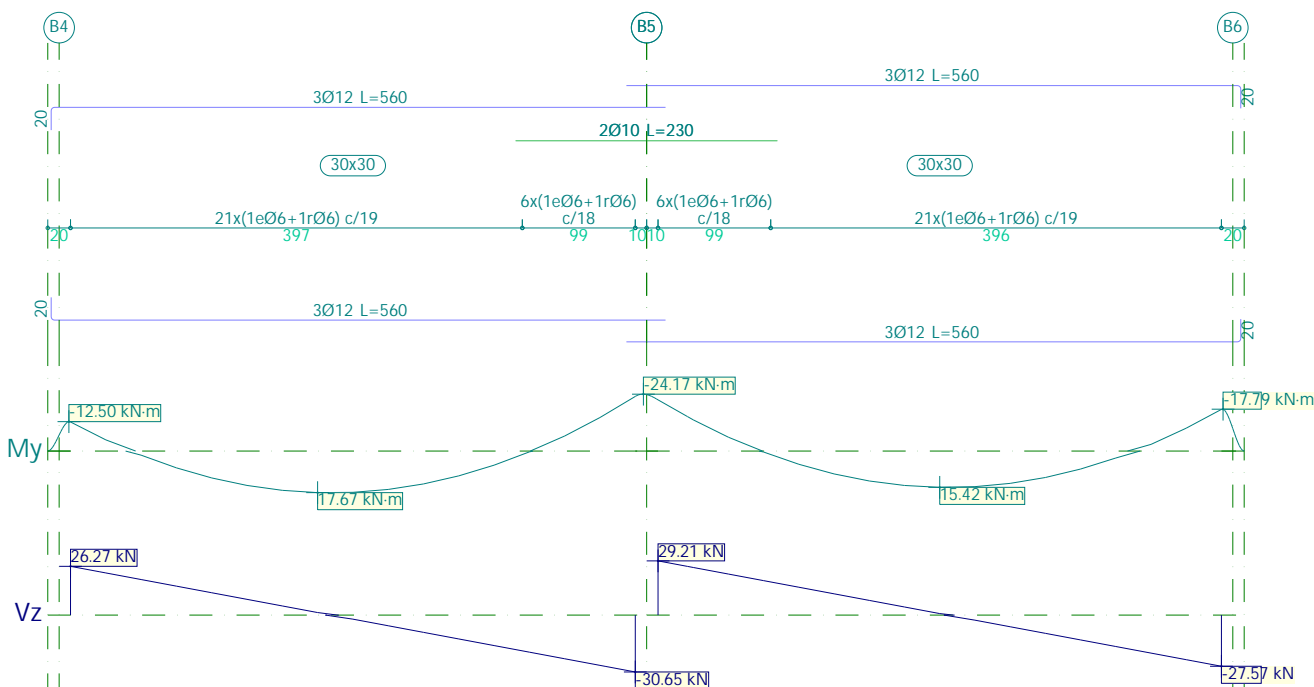 B4 B5 B6
3Ø12 L=560
3Ø12 L=560
20
20
2Ø10 L=230
30x30 30x30
6x(1eØ6+1rØ6) 6x(1eØ6+1rØ6)
21x(1eØ6+1rØ6) c/19 c/18 c/18 21x(1eØ6+1rØ6) c/19
20 397 99 10 10 99 396 20
20
3Ø12 L=560
3Ø12 L=560
20
-24.17 kN·m
-12.50 kN·m -17.79 kN·m
My
17.67 kN·m 15.42 kN·m
26.27 kN 29.21 kN
Vz
-30.65 kN -27.57 kN